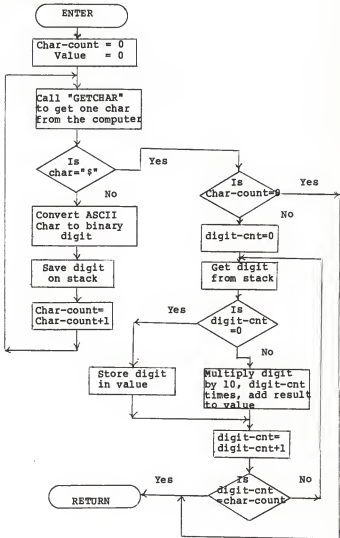 ENTER
Char-count = 0
Value = 0
Call "GETCHAR"
to get one char
from the computer
Is
char="$"
Yes
No
Convert ASCII
Char to binary
digit
Save digit
on stack
Char-count=
Char-count+1
Is
Char-count=0
Yes
No
digit-cnt=0
Get digit
from stack
Is
digit-cnt
=0
Yes
No
Store digit
in value
Multiply digit
by 10, digit-cnt
times, add result
to value
digit-cnt=
digit-cnt+1
Is
digit-cnt
=char-count
Yes
No
RETURN